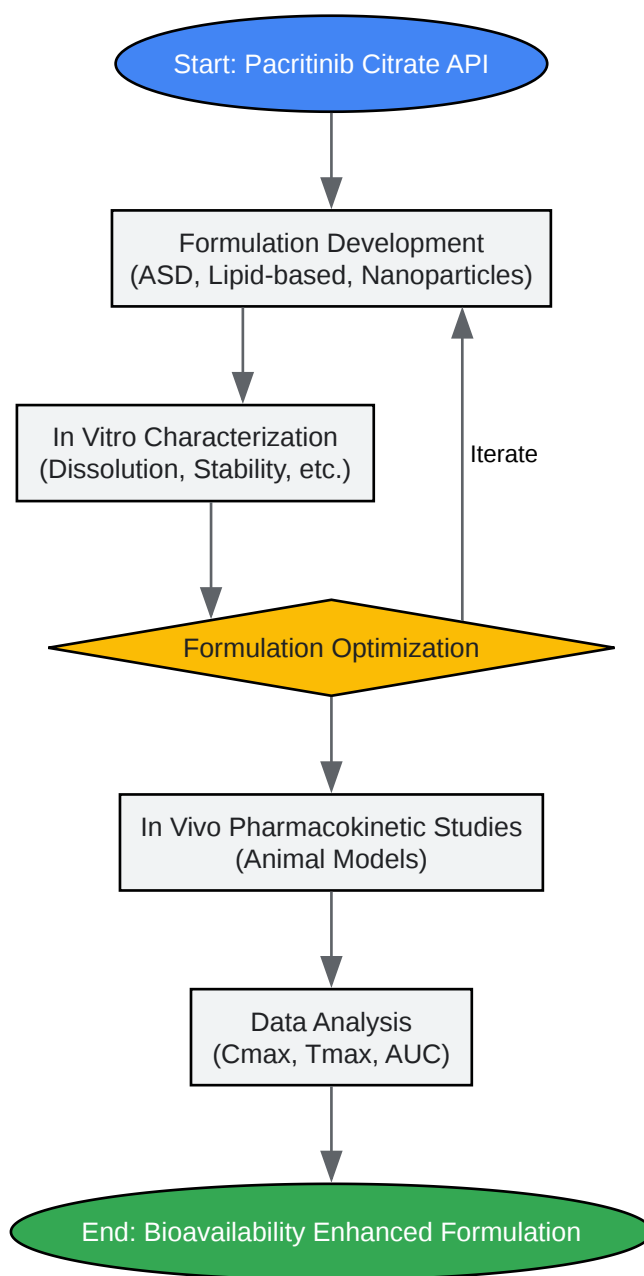 Start: Pacritinib Citrate API
Formulation Development
(ASD, Lipid-based, Nanoparticles)
In Vitro Characterization
(Dissolution, Stability, etc.)
Iterate
Formulation Optimization
In Vivo Pharmacokinetic Studies
(Animal Models)
Data Analysis
(Cmax, Tmax, AUC)
End: Bioavailability Enhanced Formulation